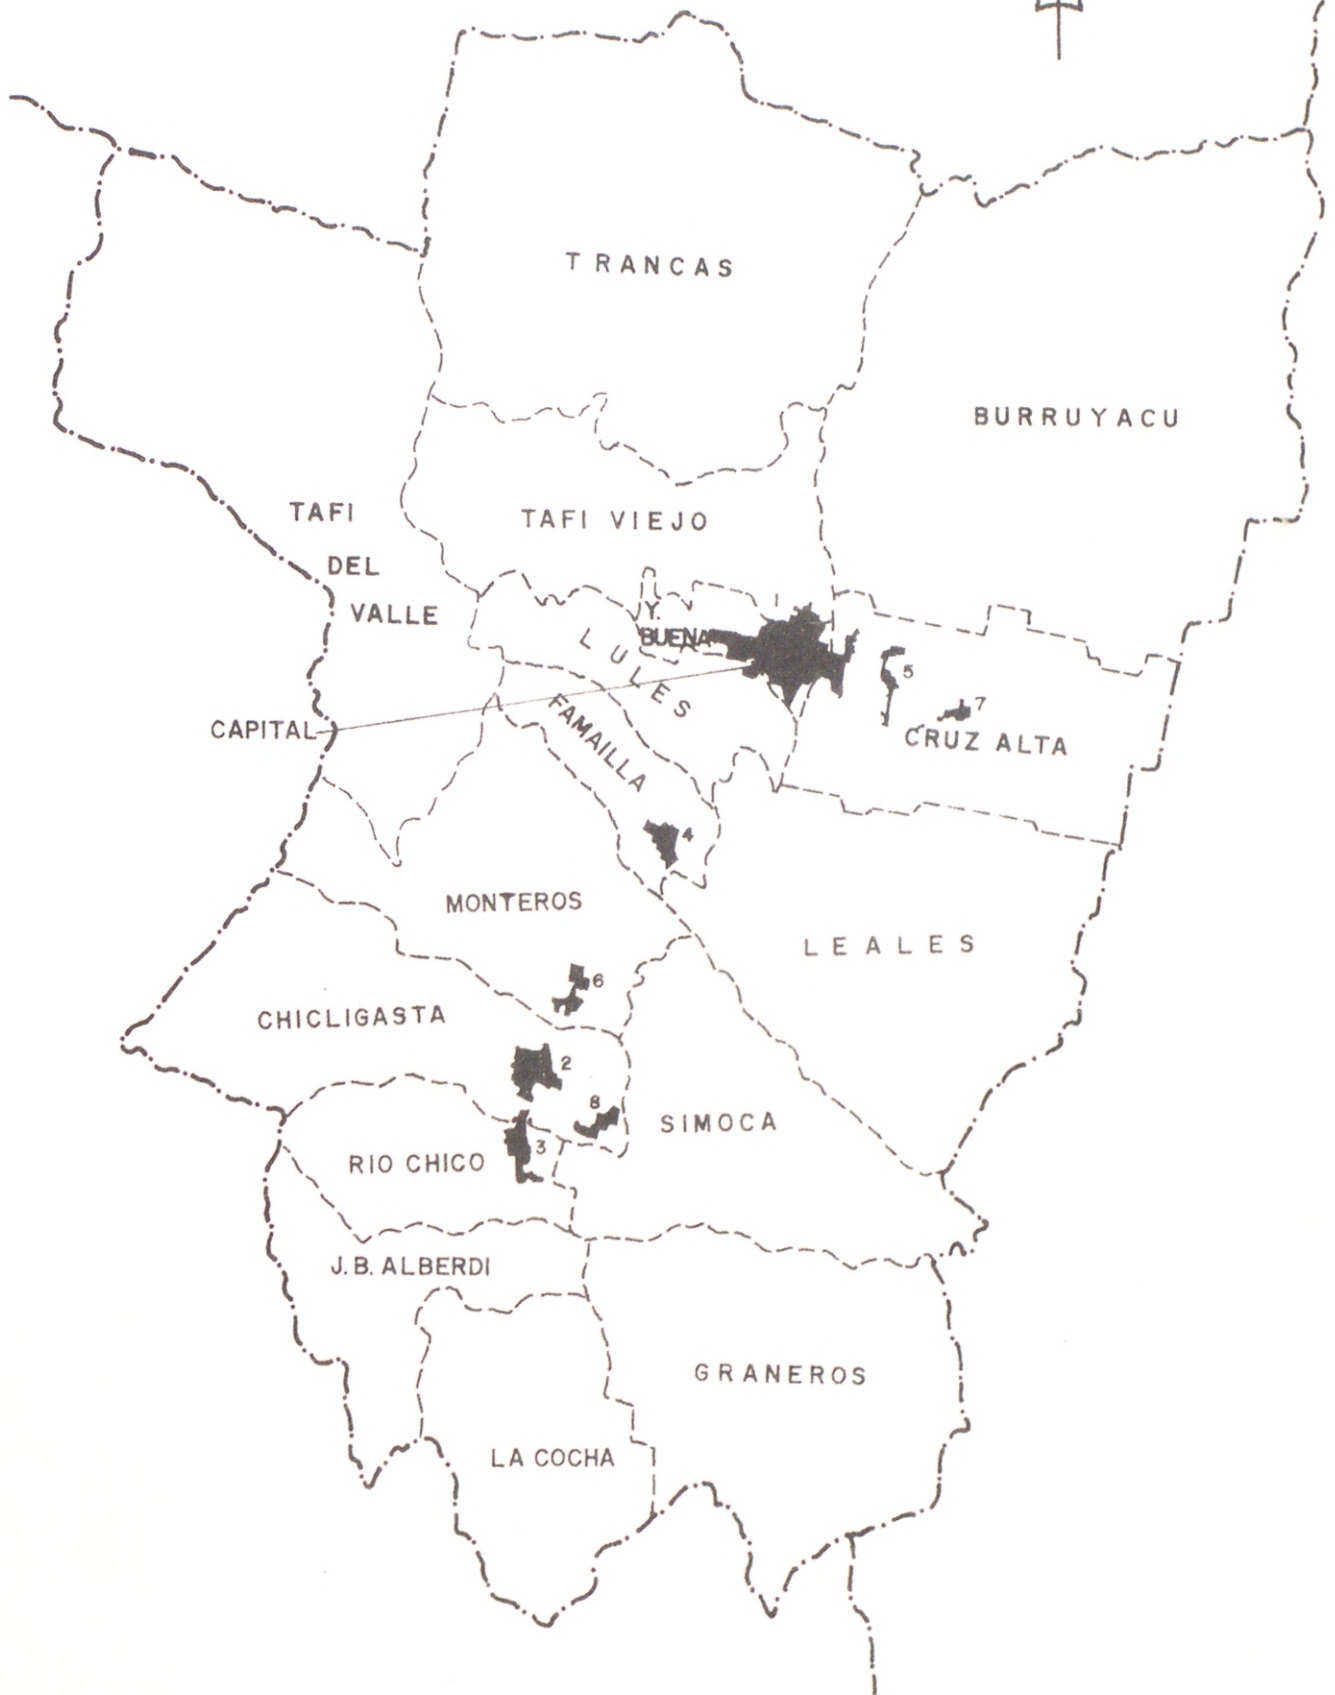 TRANCAS
BURRUYACU
TAFI
DEL
VALLE
TAFI VIEJO
1
Y.
BUENA
LULES
5
7
CAPITAL
FAMAILLA
CRUZ ALTA
4
MONTEROS
LEALES
6
CHICLIGASTA
2
8
SIMOCA
3
RIO CHICO
J.B. ALBERDI
GRANEROS
LA COCHA